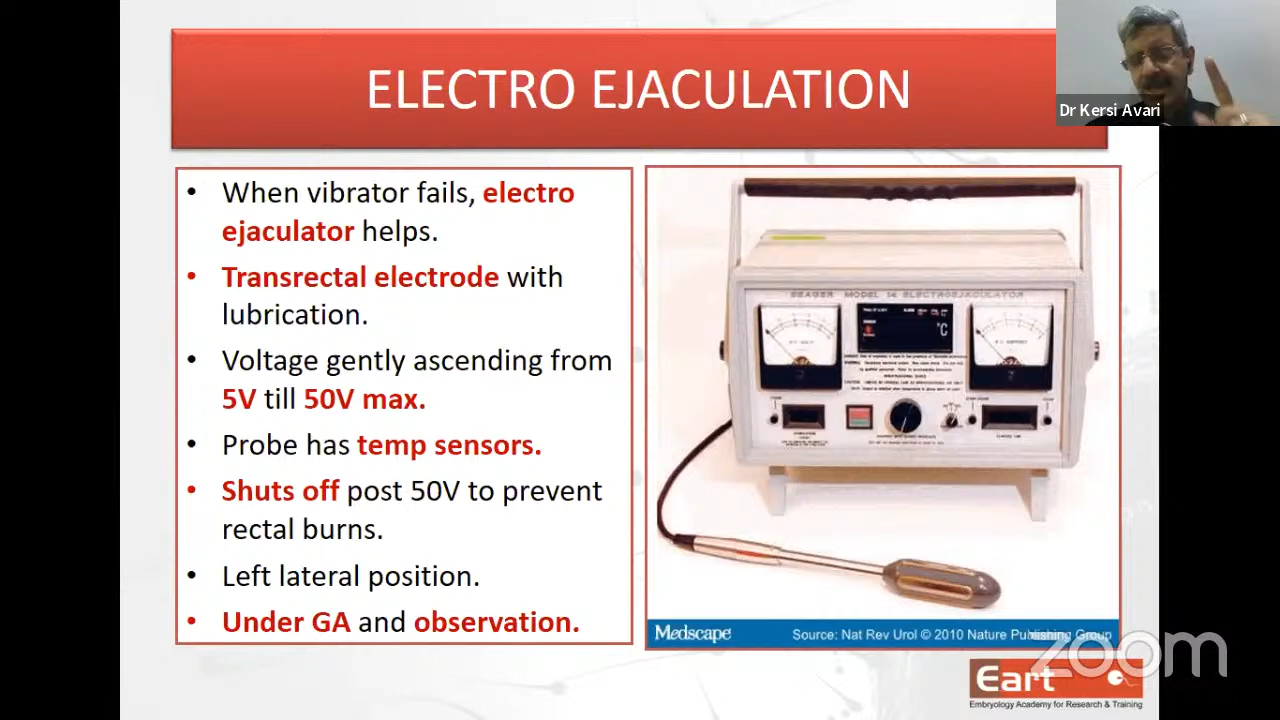 ELECTRO EJACULATION
Dr Kersi Avari
• When vibrator fails, electro
ejaculator helps.
• Transrectal electrode with
lubrication.
• Voltage gently ascending from
5V till 50V max.
• Probe has temp sensors.
• Shuts off post 50V to prevent
rectal burns.
• Left lateral position.
• Under GA and observation.
SEAGER MODEL 14 ELECTROEJACULATOR
°C
Medscape
Source: Nat Rev Urol © 2010 Nature Publishing Group
zoom
Eart
Embryology Academy for Research & Training